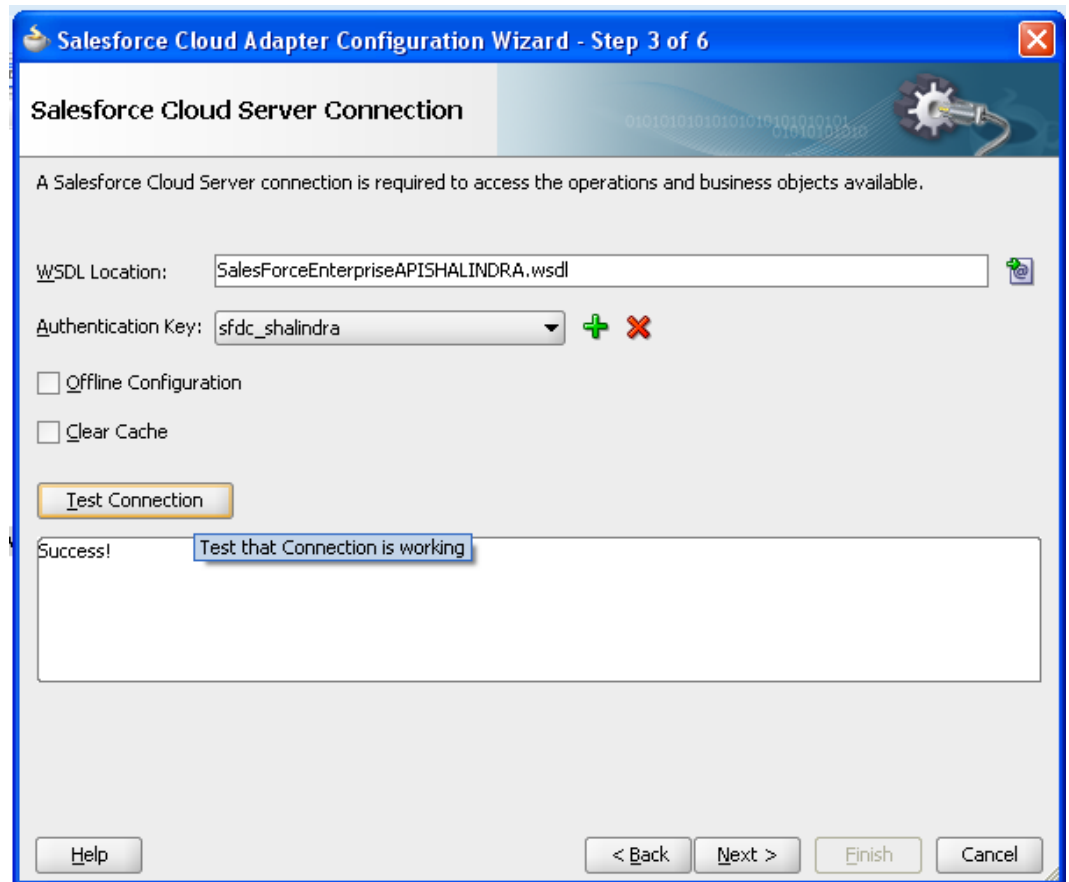 Salesforce Cloud Adapter Configuration Wizard - Step 3 of 6
Salesforce Cloud Server Connection
A Salesforce Cloud Server connection is required to access the operations and business objects available.
WSDL Location: SalesForceEnterpriseAPISHALINDRA.wsdl
Authentication Key: sfdc_shalindra
Offline Configuration
Clear Cache
Test Connection
Success!
Test that Connection is working
Help < Back Next > Finish Cancel